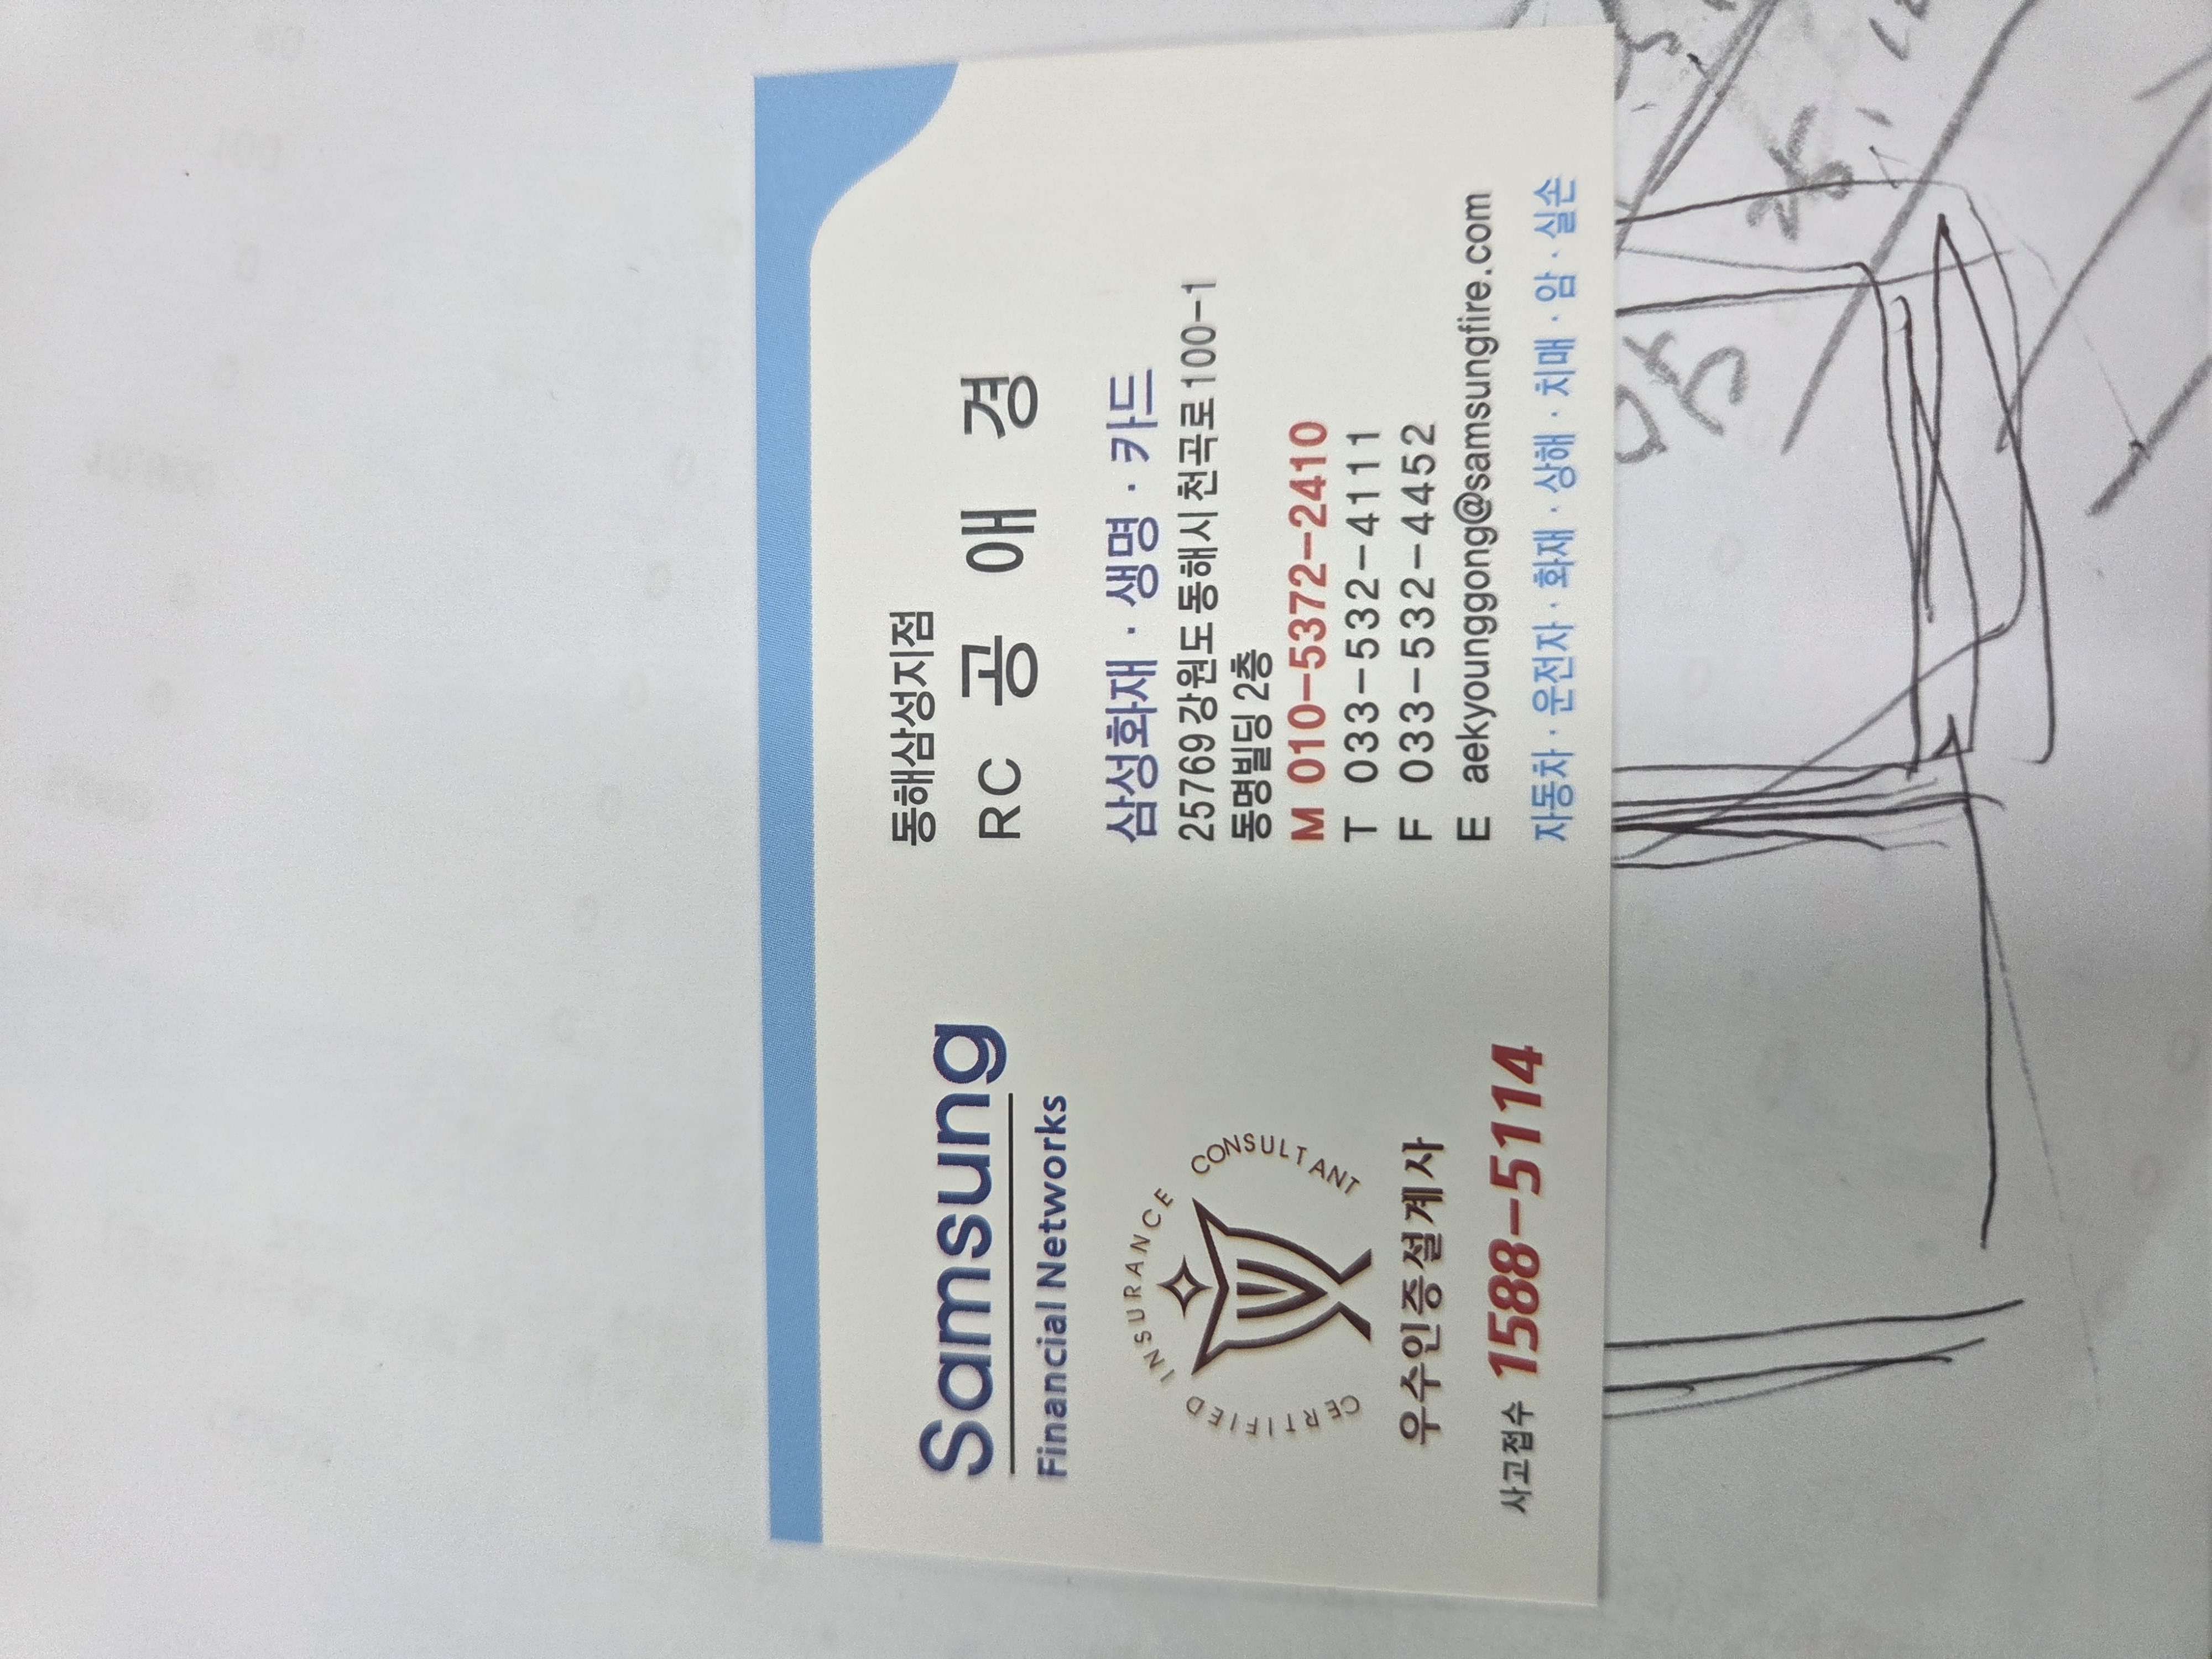 Samsung
Financial Networks
CERTIFIED INSURANCE CONSULTANT
우수인증설계사
사고접수 1588-5114
동해삼성지점
RC 공 애 경
삼성화재 · 생명 · 카드
25769 강원도 동해시 천곡로 100-1
동명빌딩 2층
M 010-5372-2410
T 033-532-4111
F 033-532-4452
E aekyounggong@samsungfire.com
자동차 · 운전자 · 화재 · 상해 · 치매 · 암 · 실손